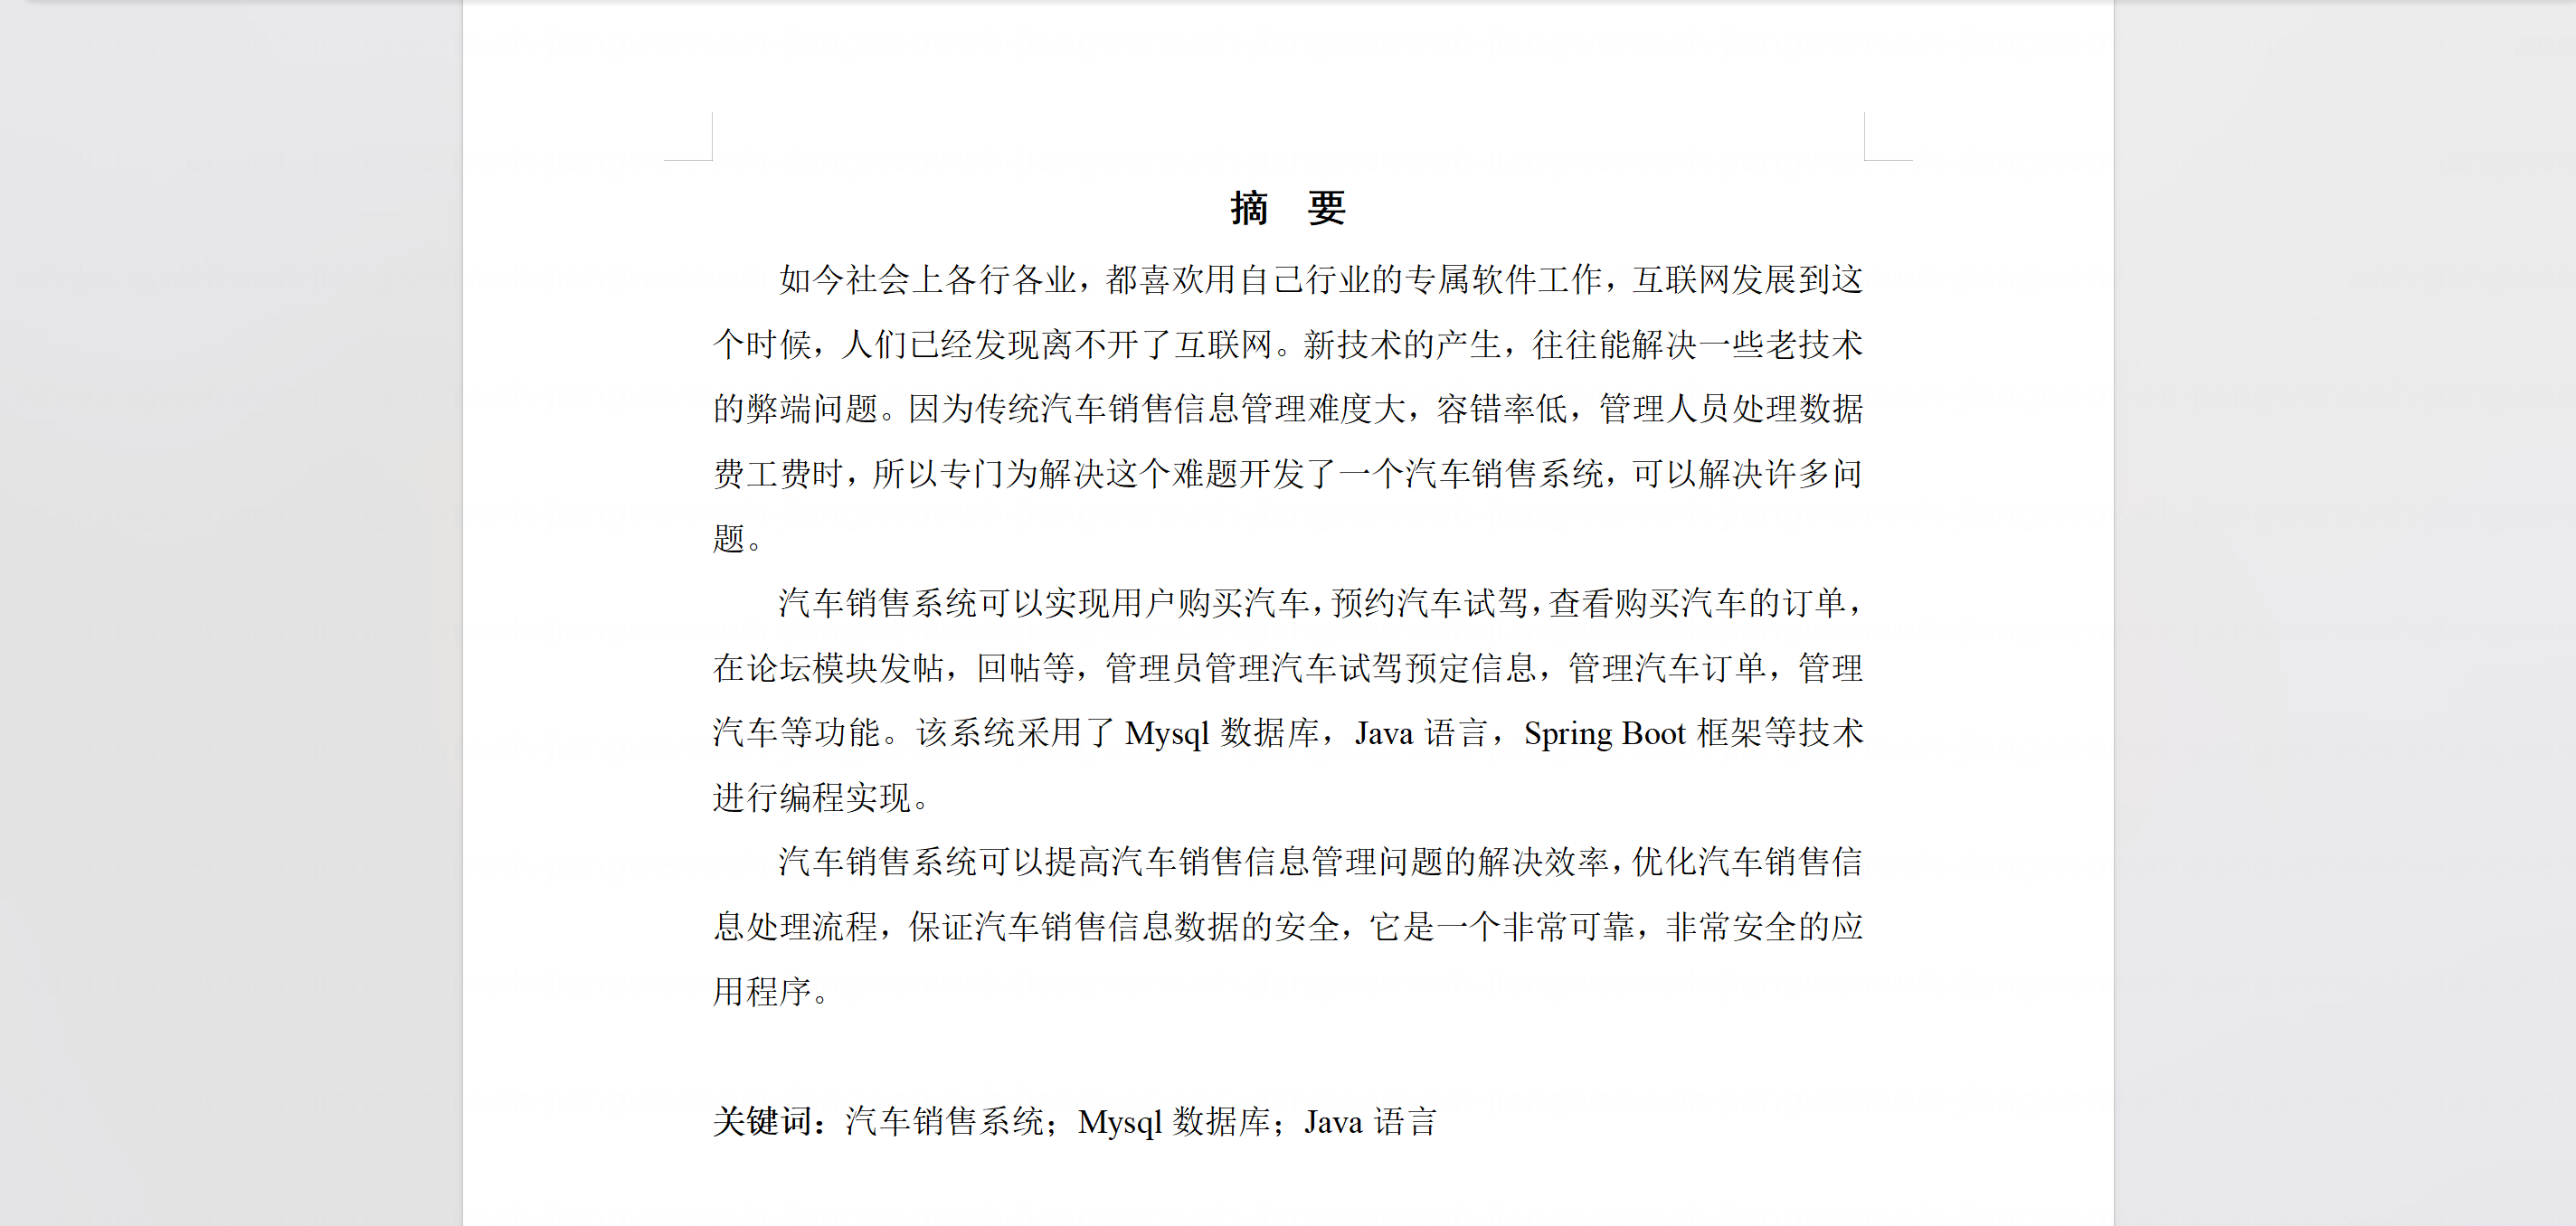 摘 要
如今社会上各行各业，都喜欢用自己行业的专属软件工作，互联网发展到这
个时候，人们已经发现离不开了互联网。新技术的产生，往往能解决一些老技术
的弊端问题。因为传统汽车销售信息管理难度大，容错率低，管理人员处理数据
费工费时，所以专门为解决这个难题开发了一个汽车销售系统，可以解决许多问
题。
汽车销售系统可以实现用户购买汽车，预约汽车试驾，查看购买汽车的订单，
在论坛模块发帖，回帖等，管理员管理汽车试驾预定信息，管理汽车订单，管理
汽车等功能。该系统采用了 Mysql 数据库，Java 语言，Spring Boot 框架等技术
进行编程实现。
汽车销售系统可以提高汽车销售信息管理问题的解决效率，优化汽车销售信
息处理流程，保证汽车销售信息数据的安全，它是一个非常可靠，非常安全的应
用程序。
关键词：汽车销售系统；Mysql 数据库；Java 语言